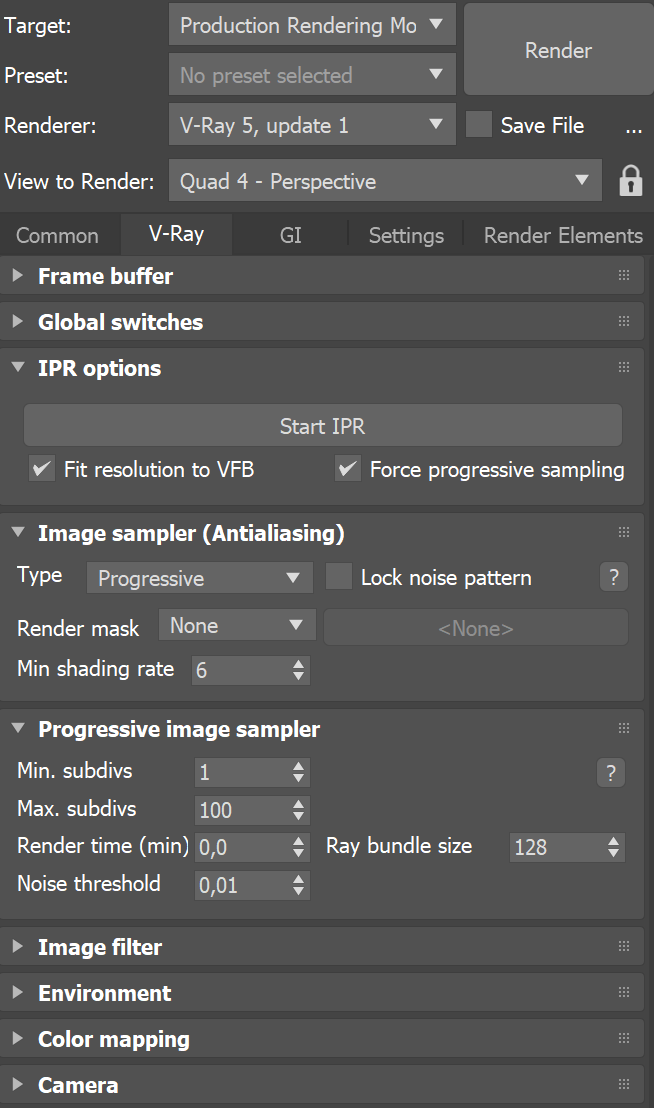 Target: Production Rendering Mo Render
Preset: No preset selected
Renderer: V-Ray 5, update 1 Save File ...
View to Render: Quad 4 - Perspective
Common V-Ray GI Settings Render Elements
Frame buffer
Global switches
IPR options
Start IPR
Fit resolution to VFB Force progressive sampling
Image sampler (Antialiasing)
Type Progressive Lock noise pattern ?
Render mask None <None>
Min shading rate 6
Progressive image sampler
Min. subdivs 1 ?
Max. subdivs 100
Render time (min) 0,0 Ray bundle size 128
Noise threshold 0,01
Image filter
Environment
Color mapping
Camera